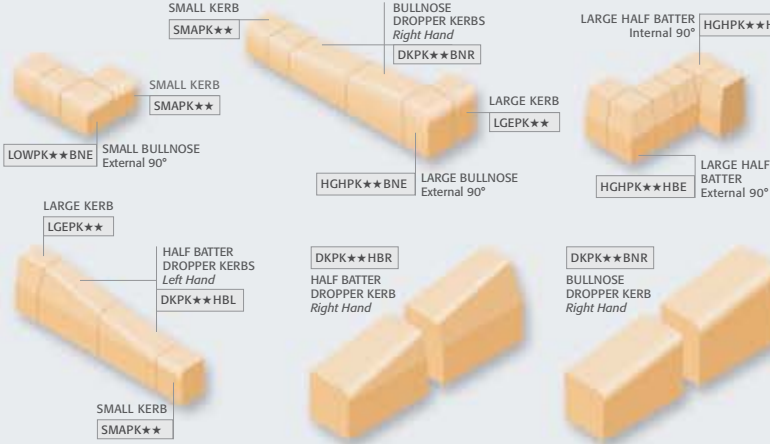 SMALL KERB
SMAPK★★
BULLNOSE
DROPPER KERBS
Right Hand
DKPK★★BNR
LARGE HALF BATTER
Internal 90°
HGHPK★★H
SMALL KERB
SMAPK★★
LOWPK★★BNE
SMALL BULLNOSE
External 90°
LARGE KERB
LGEPK★★
HGHPK★★BNE
LARGE BULLNOSE
External 90°
HGHPK★★HBE
LARGE HALF
BATTER
External 90°
LARGE KERB
LGEPK★★
HALF BATTER
DROPPER KERBS
Left Hand
DKPK★★HBL
SMALL KERB
SMAPK★★
DKPK★★HBR
HALF BATTER
DROPPER KERB
Right Hand
DKPK★★BNR
BULLNOSE
DROPPER KERB
Right Hand